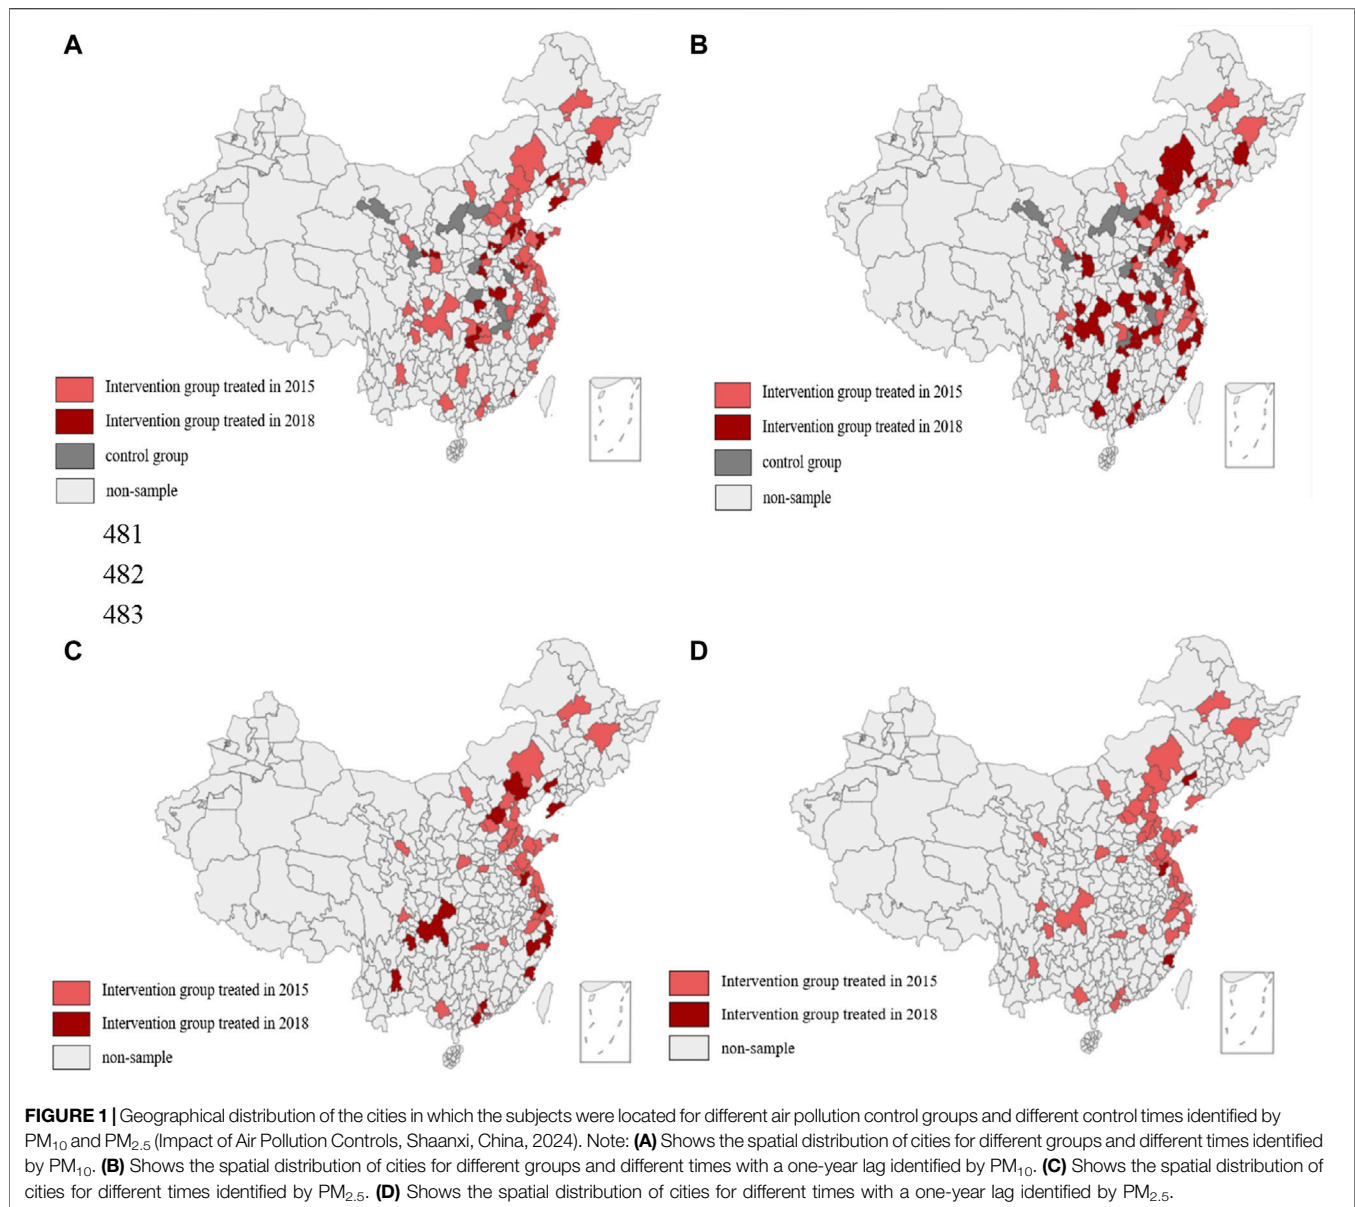 A
B
Intervention group treated in 2015
Intervention group treated in 2018
control group
non-sample
Intervention group treated in 2015
Intervention group treated in 2018
control group
non-sample
481
482
483
C
D
Intervention group treated in 2015
Intervention group treated in 2018
non-sample
Intervention group treated in 2015
Intervention group treated in 2018
non-sample
FIGURE 1 | Geographical distribution of the cities in which the subjects were located for different air pollution control groups and different control times identified by
PM10 and PM2.5 (Impact of Air Pollution Controls, Shaanxi, China, 2024). Note: (A) Shows the spatial distribution of cities for different groups and different times identified
by PM10. (B) Shows the spatial distribution of cities for different groups and different times with a one-year lag identified by PM10. (C) Shows the spatial distribution of
cities for different times identified by PM2.5. (D) Shows the spatial distribution of cities for different times with a one-year lag identified by PM2.5.